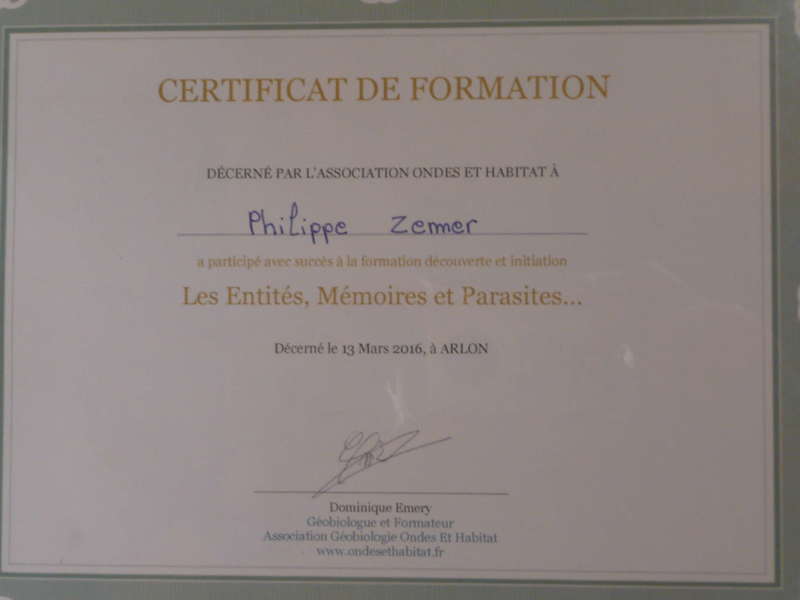 CERTIFICAT DE FORMATION
DÉCERNÉ PAR L'ASSOCIATION ONDES ET HABITAT À
Philippe Zemer
a participé avec succès à la formation découverte et initiation
Les Entités, Mémoires et Parasites...
Décerné le 13 Mars 2016, à ARLON
Dominique Emery
Géobiologue et Formateur
Association Géobiologie Ondes Et Habitat
www.ondesethabitat.fr